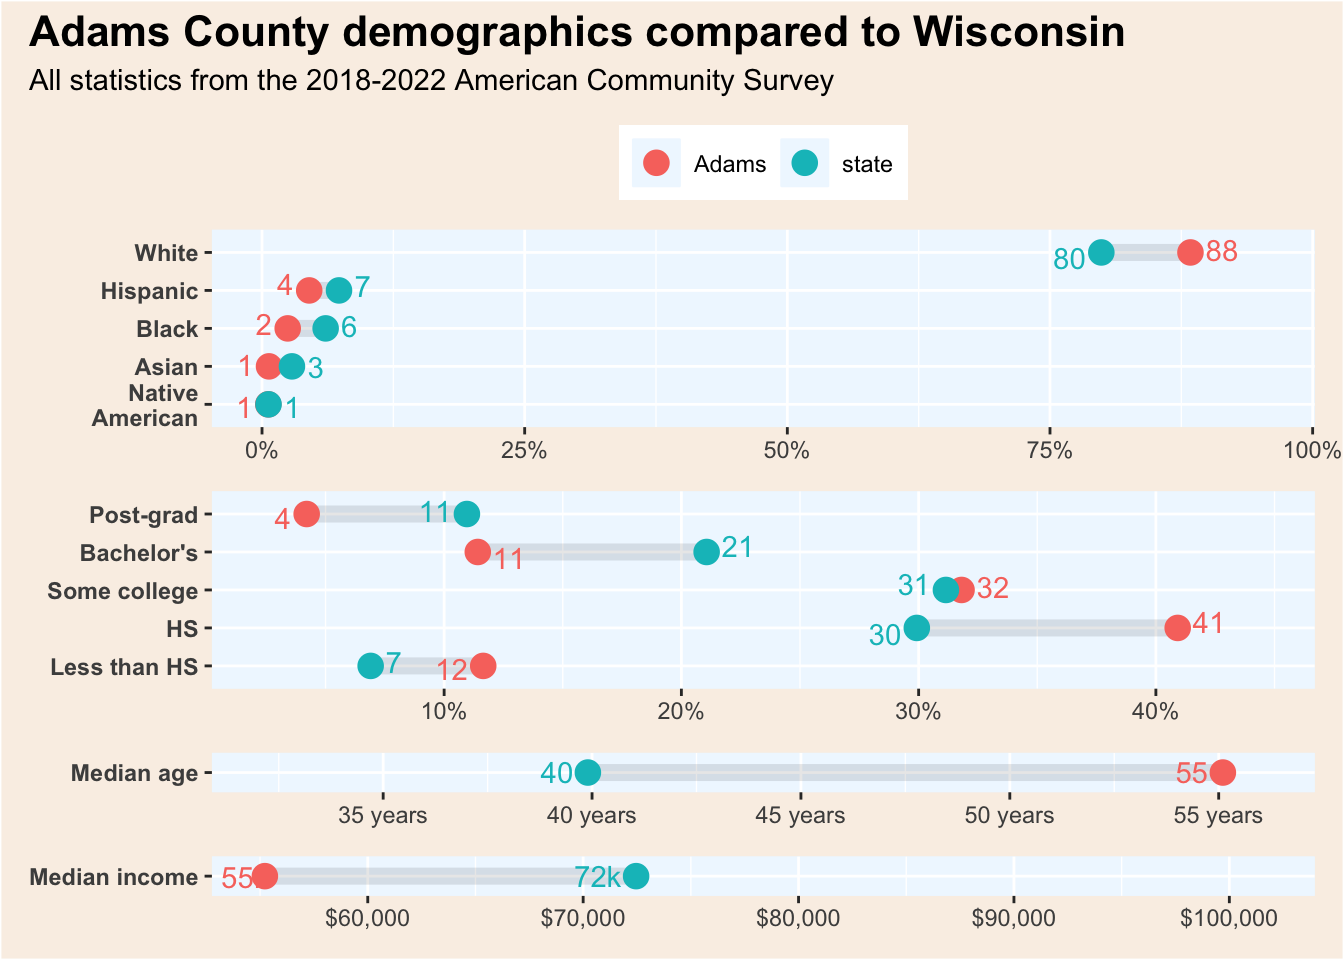 Adams County demographics compared to Wisconsin
All statistics from the 2018-2022 American Community Survey
Adams state
White 80 88
Hispanic 4 7
Black 2 6
Asian 1 3
Native
American 1 1
0% 25% 50% 75% 100%
Post-grad 4 11
Bachelor's 11 21
Some college 31 32
HS 30 41
Less than HS 7 12
10% 20% 30% 40%
Median age 40 55
35 years 40 years 45 years 50 years 55 years
Median income 55 72k
$60,000 $70,000 $80,000 $90,000 $100,000